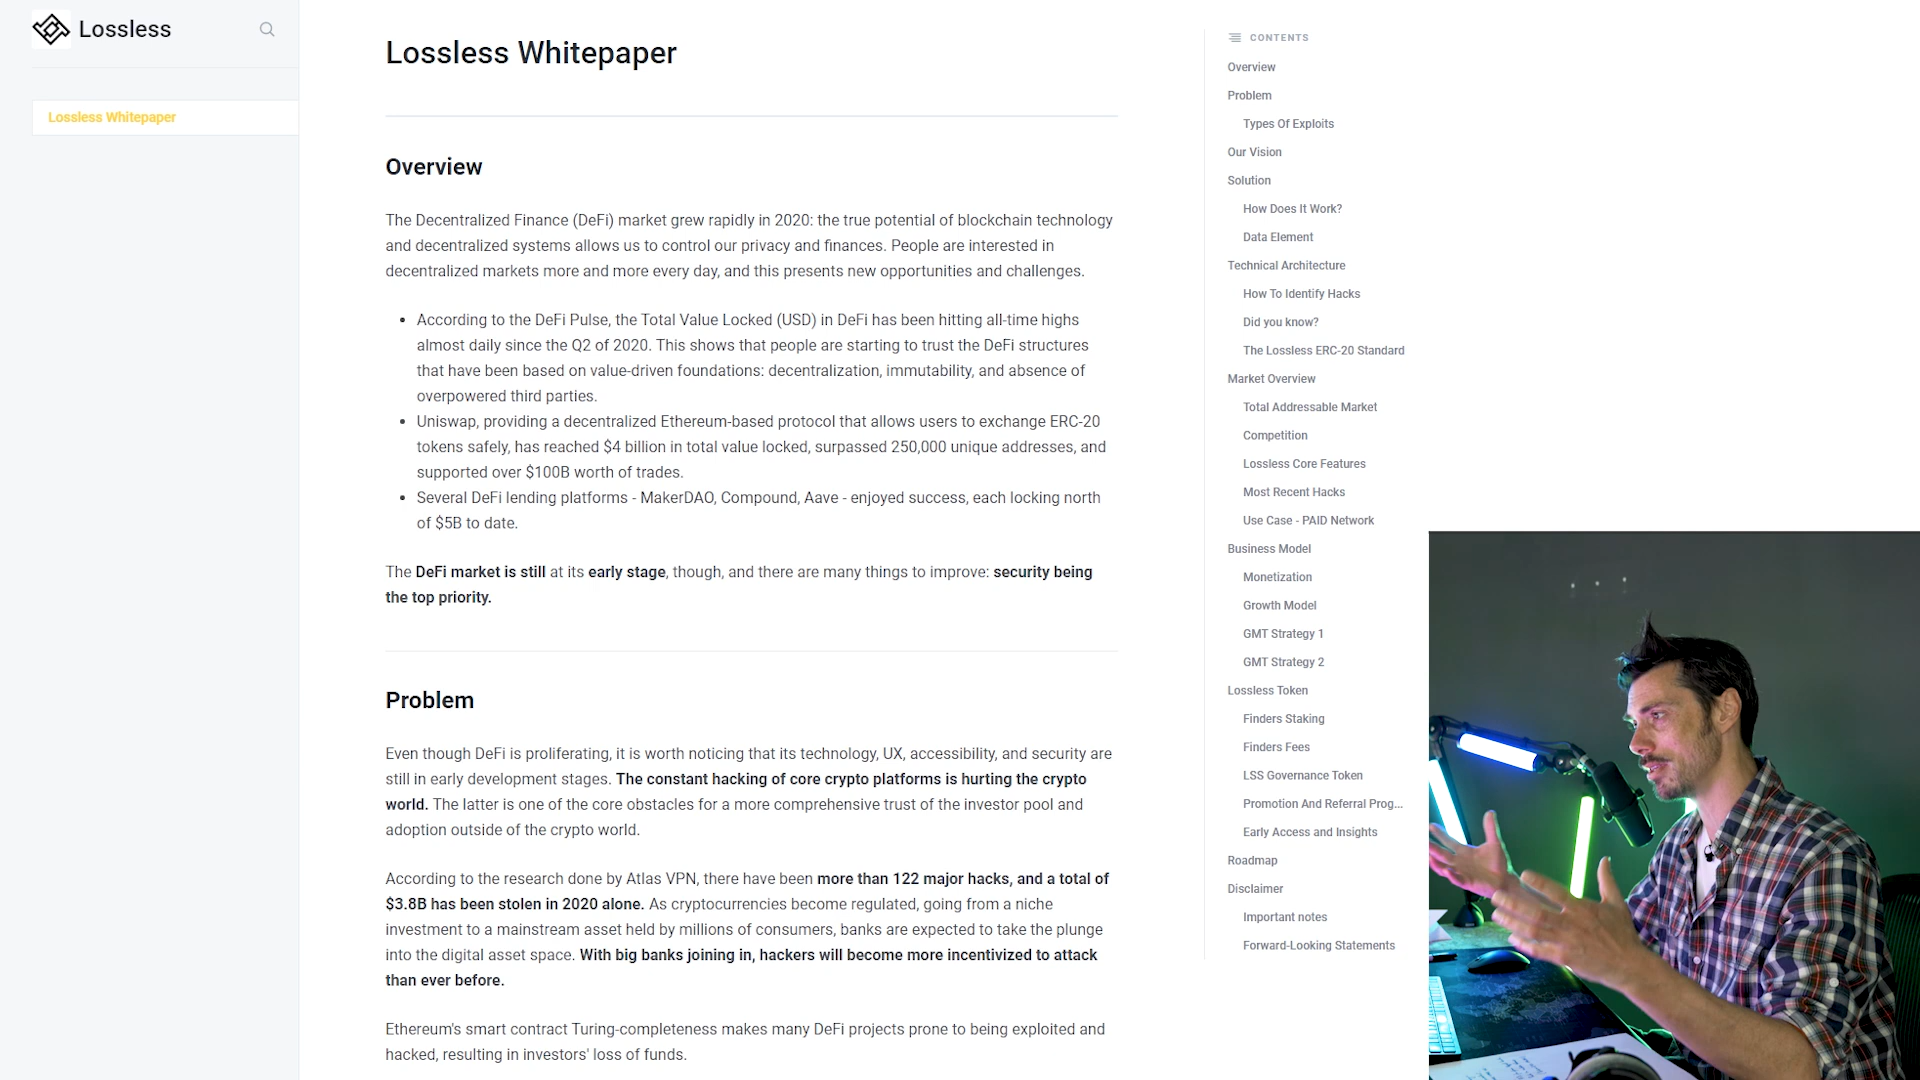 Lossless
Lossless Whitepaper
Lossless Whitepaper
Overview
The Decentralized Finance (DeFi) market grew rapidly in 2020: the true potential of blockchain technology
and decentralized systems allows us to control our privacy and finances. People are interested in
decentralized markets more and more every day, and this presents new opportunities and challenges.
• According to the DeFi Pulse, the Total Value Locked (USD) in DeFi has been hitting all-time highs
almost daily since the Q2 of 2020. This shows that people are starting to trust the DeFi structures
that have been based on value-driven foundations: decentralization, immutability, and absence of
overpowered third parties.
• Uniswap, providing a decentralized Ethereum-based protocol that allows users to exchange ERC-20
tokens safely, has reached $4 billion in total value locked, surpassed 250,000 unique addresses, and
supported over $100B worth of trades.
• Several DeFi lending platforms - MakerDAO, Compound, Aave - enjoyed success, each locking north
of $5B to date.
The DeFi market is still at its early stage, though, and there are many things to improve: security being
the top priority.
Problem
Even though DeFi is proliferating, it is worth noticing that its technology, UX, accessibility, and security are
still in early development stages. The constant hacking of core crypto platforms is hurting the crypto
world. The latter is one of the core obstacles for a more comprehensive trust of the investor pool and
adoption outside of the crypto world.
According to the research done by Atlas VPN, there have been more than 122 major hacks, and a total of
$3.8B has been stolen in 2020 alone. As cryptocurrencies become regulated, going from a niche
investment to a mainstream asset held by millions of consumers, banks are expected to take the plunge
into the digital asset space. With big banks joining in, hackers will become more incentivized to attack
than ever before.
Ethereum's smart contract Turing-completeness makes many DeFi projects prone to being exploited and
hacked, resulting in investors' loss of funds.
CONTENTS
Overview
Problem
Types Of Exploits
Our Vision
Solution
How Does It Work?
Data Element
Technical Architecture
How To Identify Hacks
Did you know?
The Lossless ERC-20 Standard
Market Overview
Total Addressable Market
Competition
Lossless Core Features
Most Recent Hacks
Use Case - PAID Network
Business Model
Monetization
Growth Model
GMT Strategy 1
GMT Strategy 2
Lossless Token
Finders Staking
Finders Fees
LSS Governance Token
Promotion And Referral Prog...
Early Access and Insights
Roadmap
Disclaimer
Important notes
Forward-Looking Statements